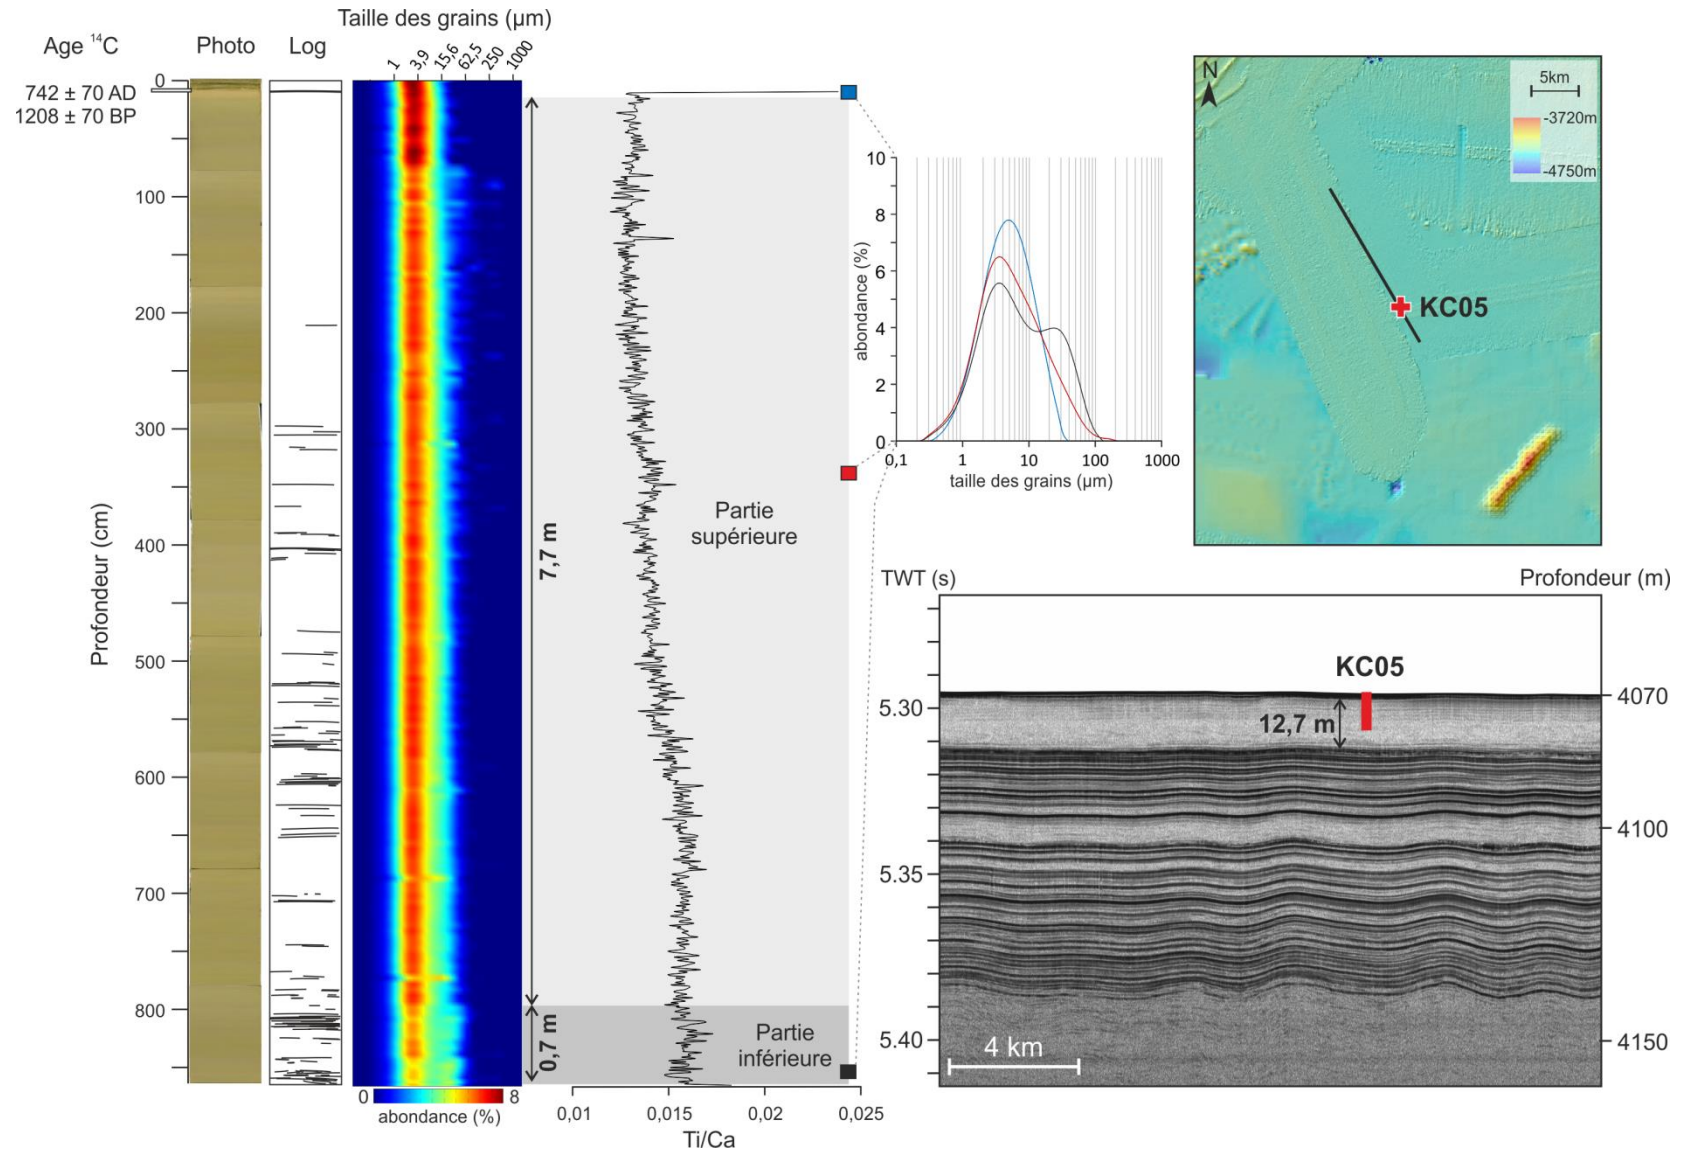 Taille des grains (µm)
Age ¹⁴C
Photo
Log
1
3,9
15,6
62,5
250
1000
0
742 ± 70 AD
1208 ± 70 BP
100
200
300
400
500
600
700
800
Profondeur (cm)
7,7 m
0,7 m
Partie
supérieure
Partie
inférieure
0
8
abondance (%)
0,01
0,015
0,02
0,025
Ti/Ca
10
8
6
4
2
0
abondance (%)
0,1
1
10
100
1000
taille des grains (µm)
N
5km
-3720m
-4750m
KC05
TWT (s)
Profondeur (m)
KC05
12,7 m
5.30
5.35
5.40
4070
4100
4150
4 km